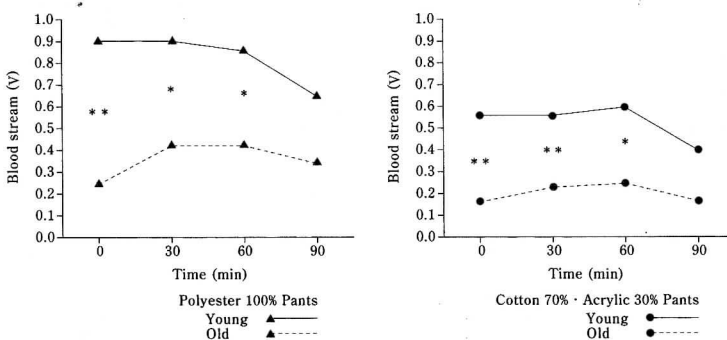 1.0
0.9
0.8
0.7
0.6
0.5
0.4
0.3
0.2
0.1
0.0
Blood stream (V)
* *
*
*
0 30 60 90
Time (min)
Polyester 100% Pants
Young
Old
1.0
0.9
0.8
0.7
0.6
0.5
0.4
0.3
0.2
0.1
0.0
Blood stream (V)
**
**
*
0 30 60 90
Time (min)
Cotton 70% · Acrylic 30% Pants
Young
Old